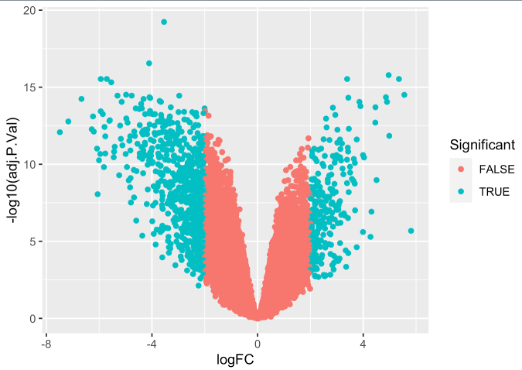 20
15
10
5
0
-log10(adj.P.Val)
-8 -4 0 4
logFC
Significant
FALSE
TRUE